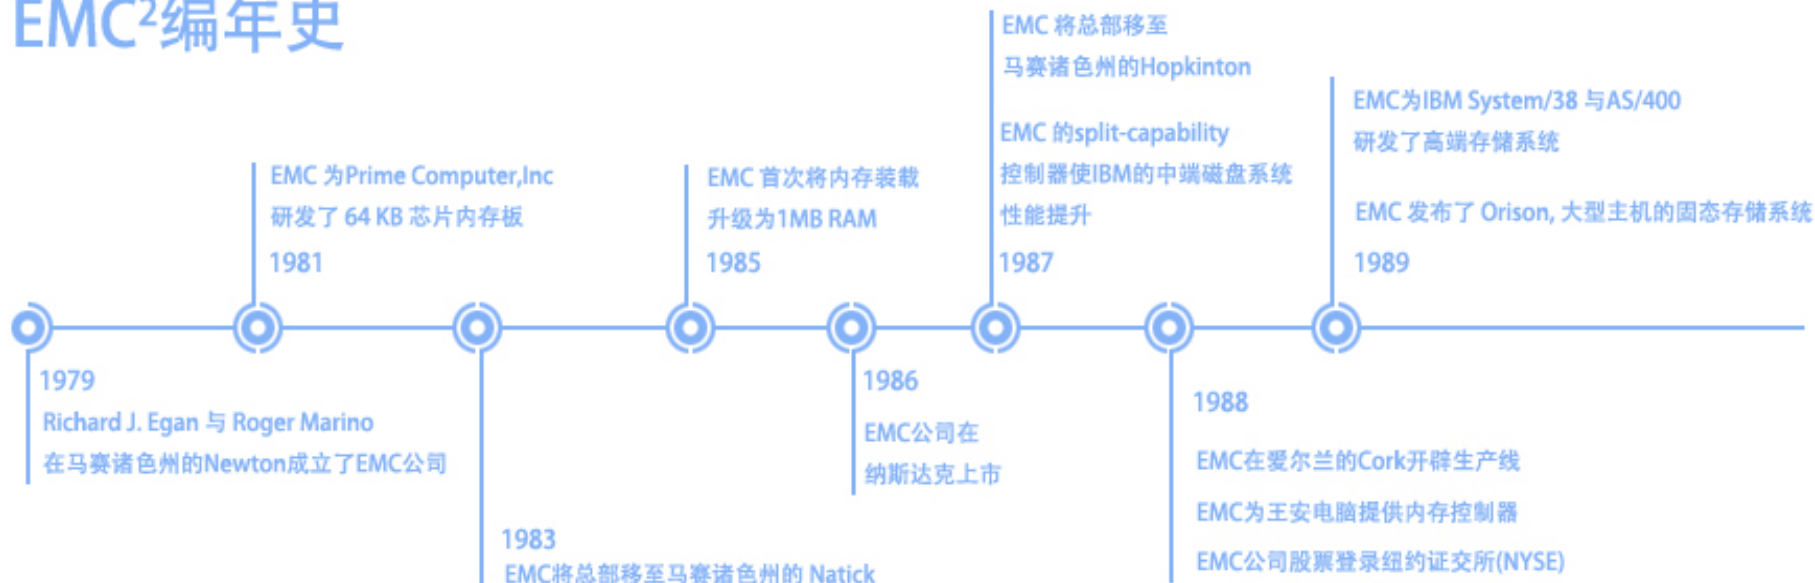 EMC²编年史
1979
Richard J. Egan 与 Roger Marino
在马赛诸色州的Newton成立了EMC公司
EMC 为Prime Computer,Inc
研发了 64 KB 芯片内存板
1981
1983
EMC将总部移至马赛诸色州的 Natick
EMC 首次将内存装载
升级为1MB RAM
1985
1986
EMC公司在
纳斯达克上市
EMC 将总部移至
马赛诸色州的Hopkinton
EMC 的split-capability
控制器使IBM的中端磁盘系统
性能提升
1987
1988
EMC在爱尔兰的Cork开辟生产线
EMC为王安电脑提供内存控制器
EMC公司股票登录纽约证交所(NYSE)
EMC为IBM System/38 与AS/400
研发了高端存储系统
EMC 发布了 Orison, 大型主机的固态存储系统
1989